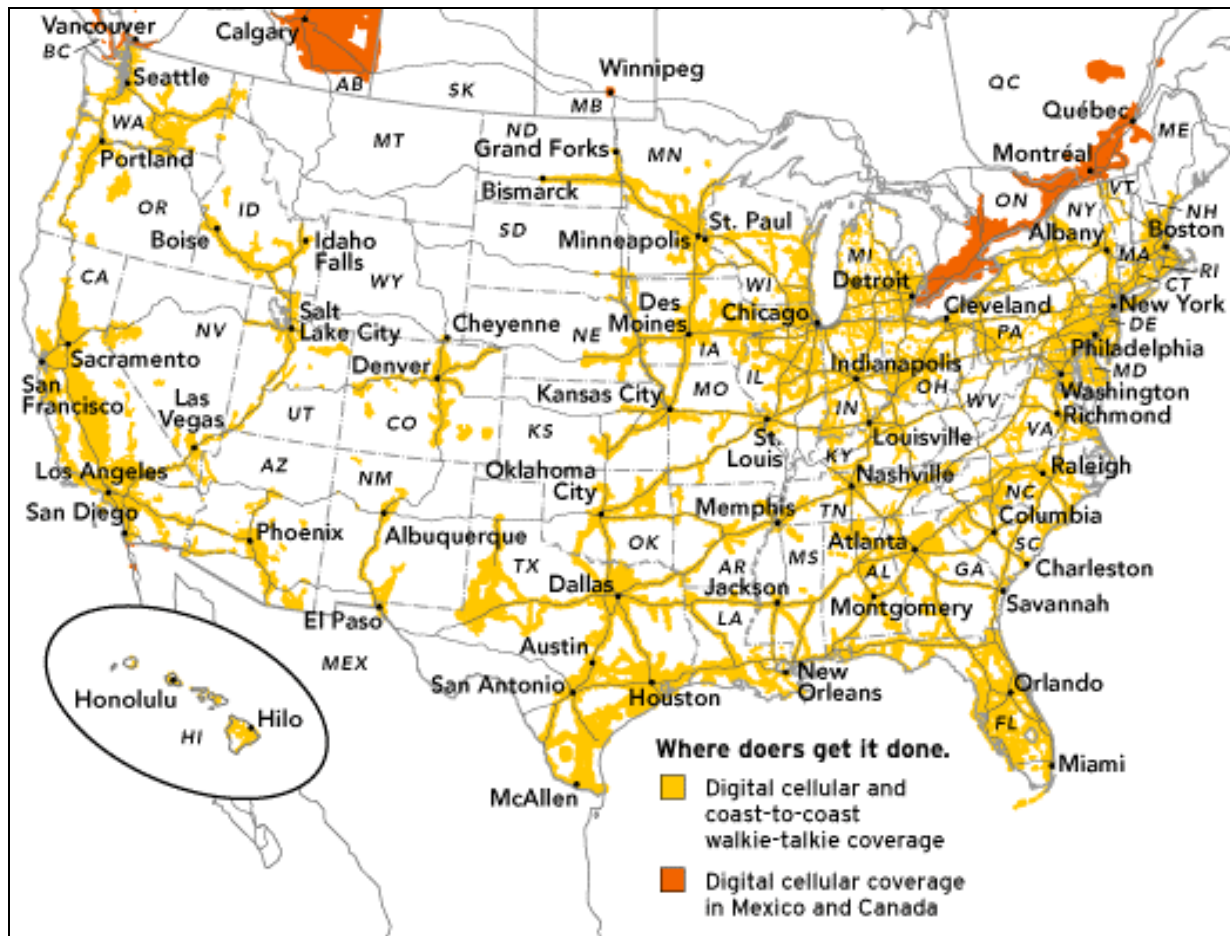 Vancouver
Calgary
BC
Seattle
AB
SK
Winnipeg
MB
QC
Québec
WA
MT
ND
Grand Forks
MN
ME
Portland
Montréal
Bismarck
VT
OR
ID
ON
NY
NH
SD
St. Paul
Boise
Idaho
Falls
Minneapolis
Albany
Boston
MI
MA
CA
WY
Detroit
RI
WI
CT
NV
Salt
Lake City
Cheyenne
NE
Des
Moines
Chicago
Cleveland
New York
PA
DE
Sacramento
IA
Philadelphia
Denver
Indianapolis
MD
San
Francisco
Las
Vegas
UT
CO
Kansas City
MO
IL
OH
Washington
WV
IN
Richmond
KS
St.
Louis
Louisville
VA
Los Angeles
AZ
NM
Oklahoma
City
KY
Nashville
Raleigh
San Diego
Phoenix
Albuquerque
Memphis
TN
NC
Columbia
OK
MS
Atlanta
SC
TX
AR
Dallas
Jackson
AL
GA
Charleston
El Paso
LA
Montgomery
Savannah
Austin
MEX
San Antonio
Houston
New
Orleans
Orlando
Honolulu
Hilo
HI
FL
Miami
McAllen
Where doers get it done.
Digital cellular and
coast-to-coast
walkie-talkie coverage
Digital cellular coverage
in Mexico and Canada